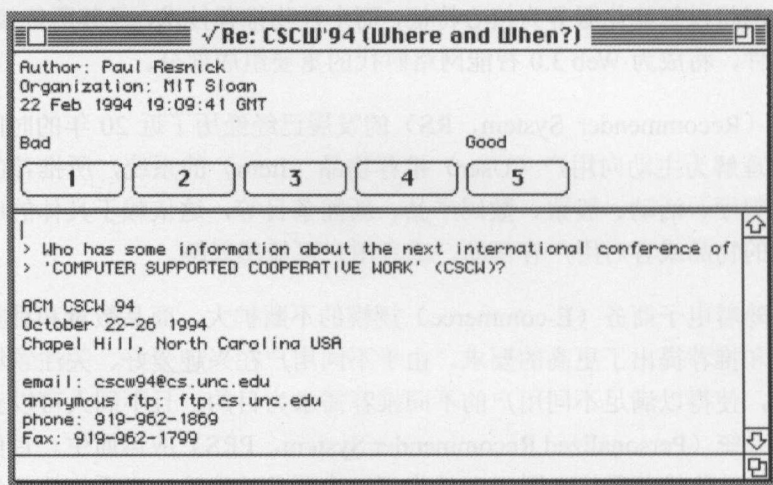 √Re: CSCW'94 (Where and When?)
Author: Paul Resnick
Organization: MIT Sloan
22 Feb 1994 19:09:41 GMT
Bad Good
1 2 3 4 5
> Who has some information about the next international conference of
> 'COMPUTER SUPPORTED COOPERATIVE WORK' (CSCW)?
ACM CSCW 94
October 22-26 1994
Chapel Hill, North Carolina USA
email: cscw94@cs.unc.edu
anonymous ftp: ftp.cs.unc.edu
phone: 919-962-1869
Fax: 919-962-1799